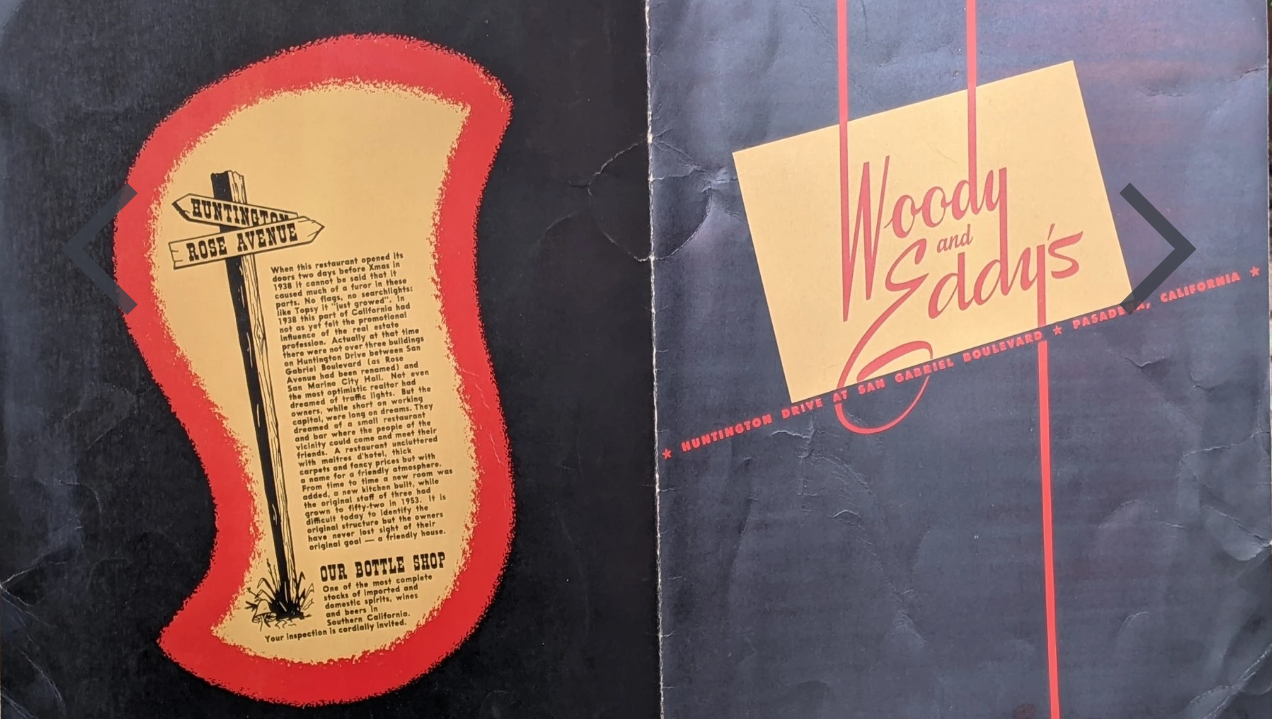 HUNTINGTON
ROSE AVENUE
When this restaurant opened its
doors two days before Xmas in
1938 it cannot be said that it
caused much of a furor in these
parts. No flags, no searchlights:
like Topsy it "just growed". In
1938 this part of California had
not as yet felt the promotional
influence of the real estate
profession. Actually at that time
there were not over three buildings
on Huntington Drive between San
Gabriel Boulevard (as Rose
Avenue had been renamed) and
San Marino City Hall. Not even
the most optimistic realtor had
dreamed of traffic lights. But the
owners, while short on working
capital, were long on dreams. They
dreamed of a small restaurant
and bar where the people of the
vicinity could come and meet their
friends. A restaurant uncluttered
with maitres d'hotel, thick
carpets and fancy prices but with
a name for a friendly atmosphere.
From time to time a new room was
added, a new kitchen built, while
the original staff of three had
grown to fifty-two in 1953. It is
difficult today to identify the
original structure but the owners
have never lost sight of their
original goal — a friendly house.
OUR BOTTLE SHOP
One of the most complete
stocks of imported and
domestic spirits, wines
and beers in
Southern California.
Your inspection is cordially invited.
Woody
and
Eddy's
★ HUNTINGTON DRIVE AT SAN GABRIEL BOULEVARD ★ PASADENA, CALIFORNIA ★